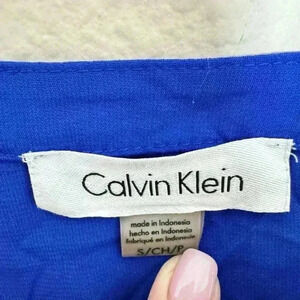 Calvin Klein
made in Indonesia
hecho en Indonesia
fabriqué en Indonésie
S/CH/P